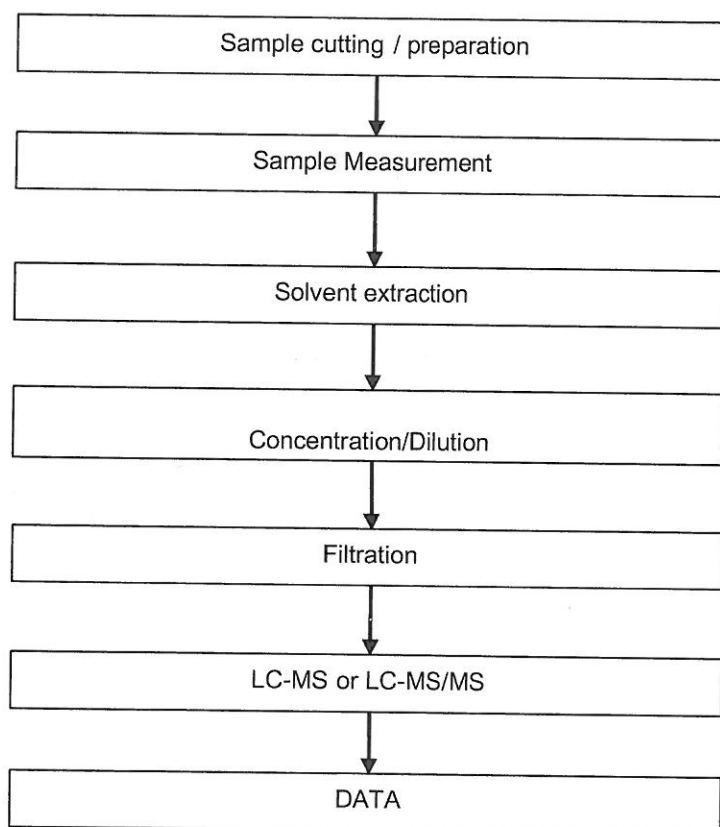 Sample cutting / preparation
Sample Measurement
Solvent extraction
Concentration/Dilution
Filtration
LC-MS or LC-MS/MS
DATA